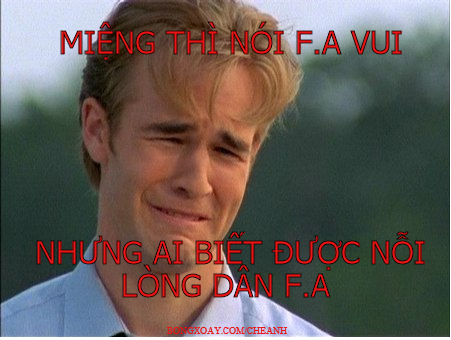 MIỆNG THÌ NÓI F.A VUI
NHƯNG AI BIẾT ĐƯỢC NỖI
LÒNG DÂN F.A